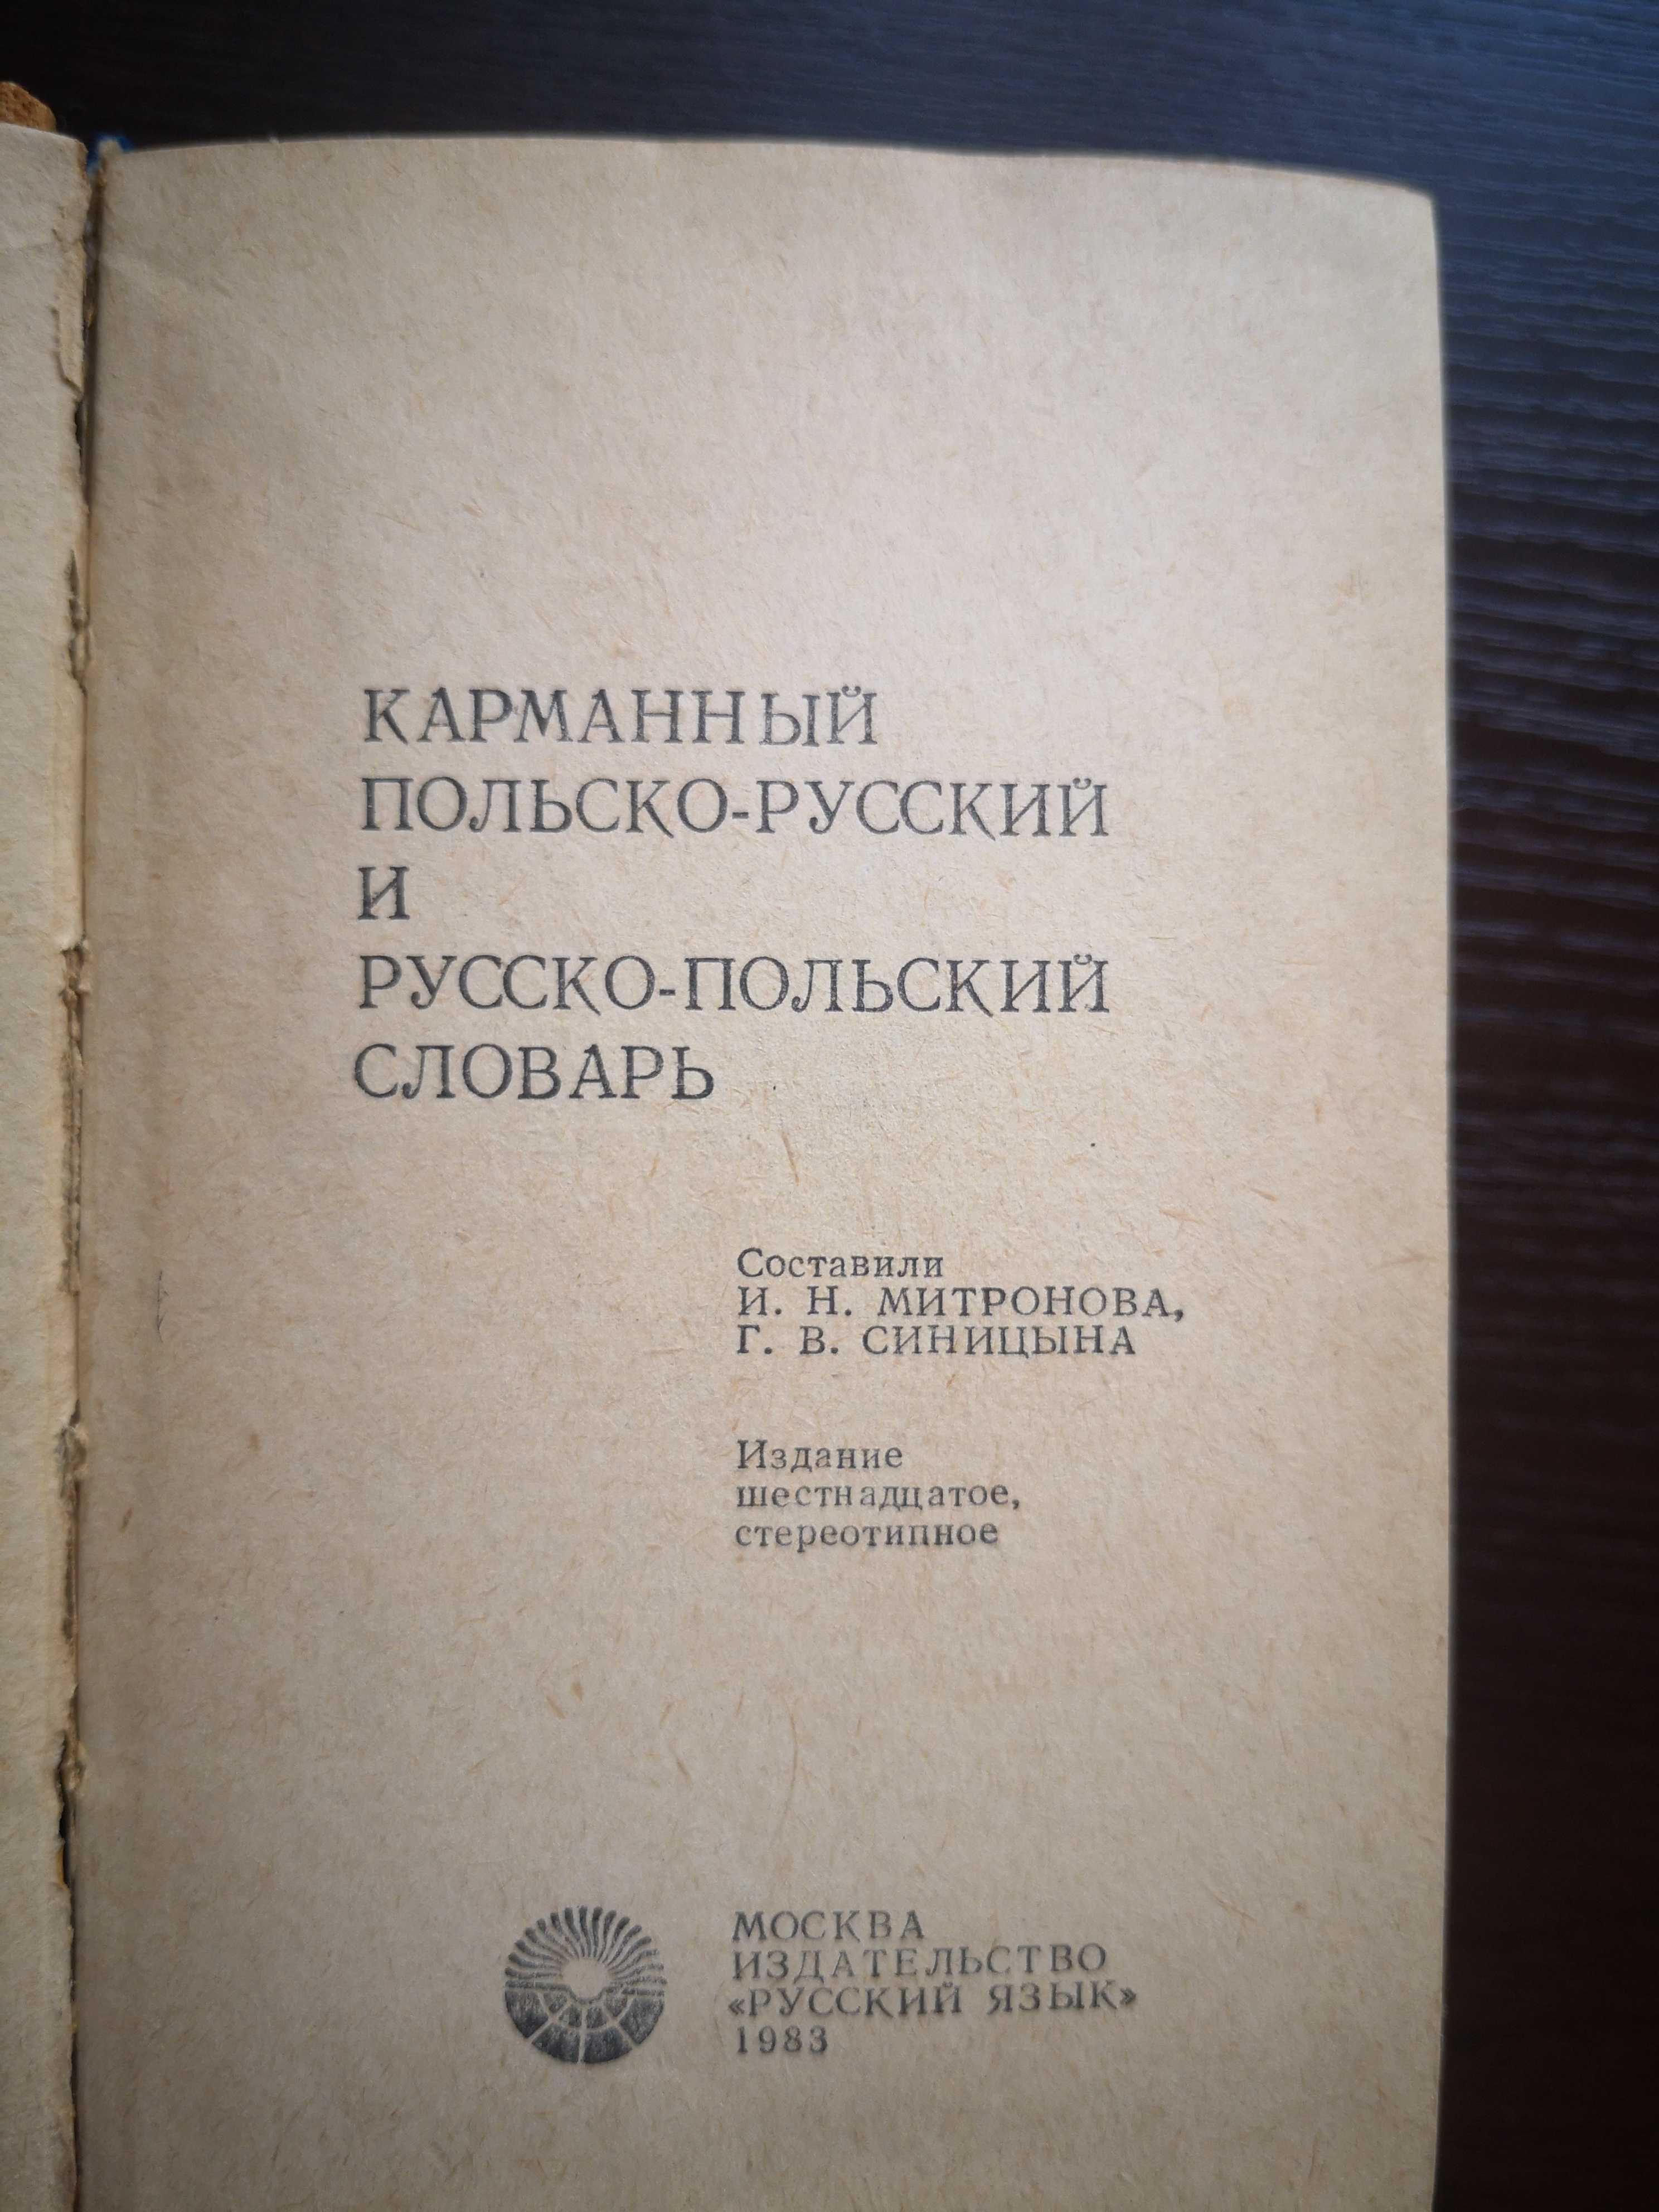 КАРМАННЫЙ
ПОЛЬСКО-РУССКИЙ
И
РУССКО-ПОЛЬСКИЙ
СЛОВАРЬ
Составили
И. Н. МИТРОНОВА,
Г. В. СИНИЦЫНА
Издание
шестнадцатое,
стереотипное
МОСКВА
ИЗДАТЕЛЬСТВО
«РУССКИЙ ЯЗЫК»
1983